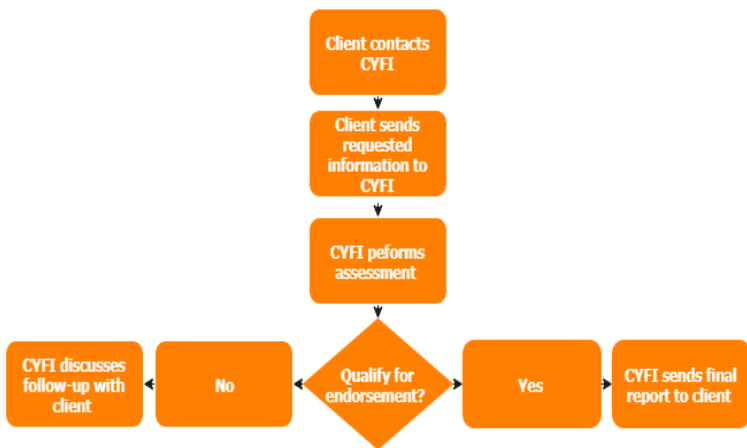 Client contacts
CYFI
Client sends
requested
information to
CYFI
CYFI peforms
assessment
Qualify for
endorsement?
No
CYFI discusses
follow-up with
client
Yes
CYFI sends final
report to client